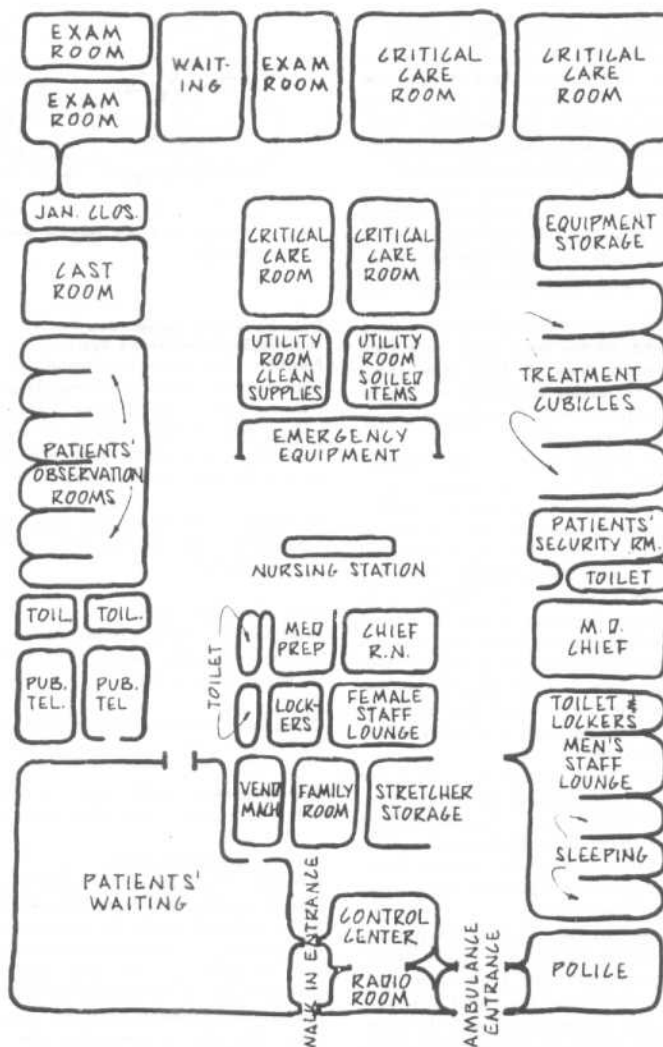 EXAM
ROOM
WAIT-
ING
EXAM
ROOM
CRITICAL
CARE
ROOM
CRITICAL
CARE
ROOM
EXAM
ROOM
JAN. CLOS.
CAST
ROOM
CRITICAL
CARE
ROOM
CRITICAL
CARE
ROOM
EQUIPMENT
STORAGE
UTILITY
ROOM
CLEAN
SUPPLIES
UTILITY
ROOM
SOILED
ITEMS
TREATMENT
CUBICLES
EMERGENCY
EQUIPMENT
PATIENTS'
OBSERVATION
ROOMS
PATIENTS'
SECURITY RM.
NURSING STATION
TOILET
TOIL.
TOIL.
TOILET
MED
PREP
CHIEF
R.N.
M.D.
CHIEF
PUB.
TEL.
PUB.
TEL
LOCK-
ERS
FEMALE
STAFF
LOUNGE
TOILET &
LOCKERS
MEN'S
STAFF
LOUNGE
VEND
MACH
FAMILY
ROOM
STRETCHER
STORAGE
SLEEPING
PATIENTS'
WAITING
WALK IN ENTRANCE
CONTROL
CENTER
RADIO
ROOM
AMBULANCE
ENTRANCE
POLICE